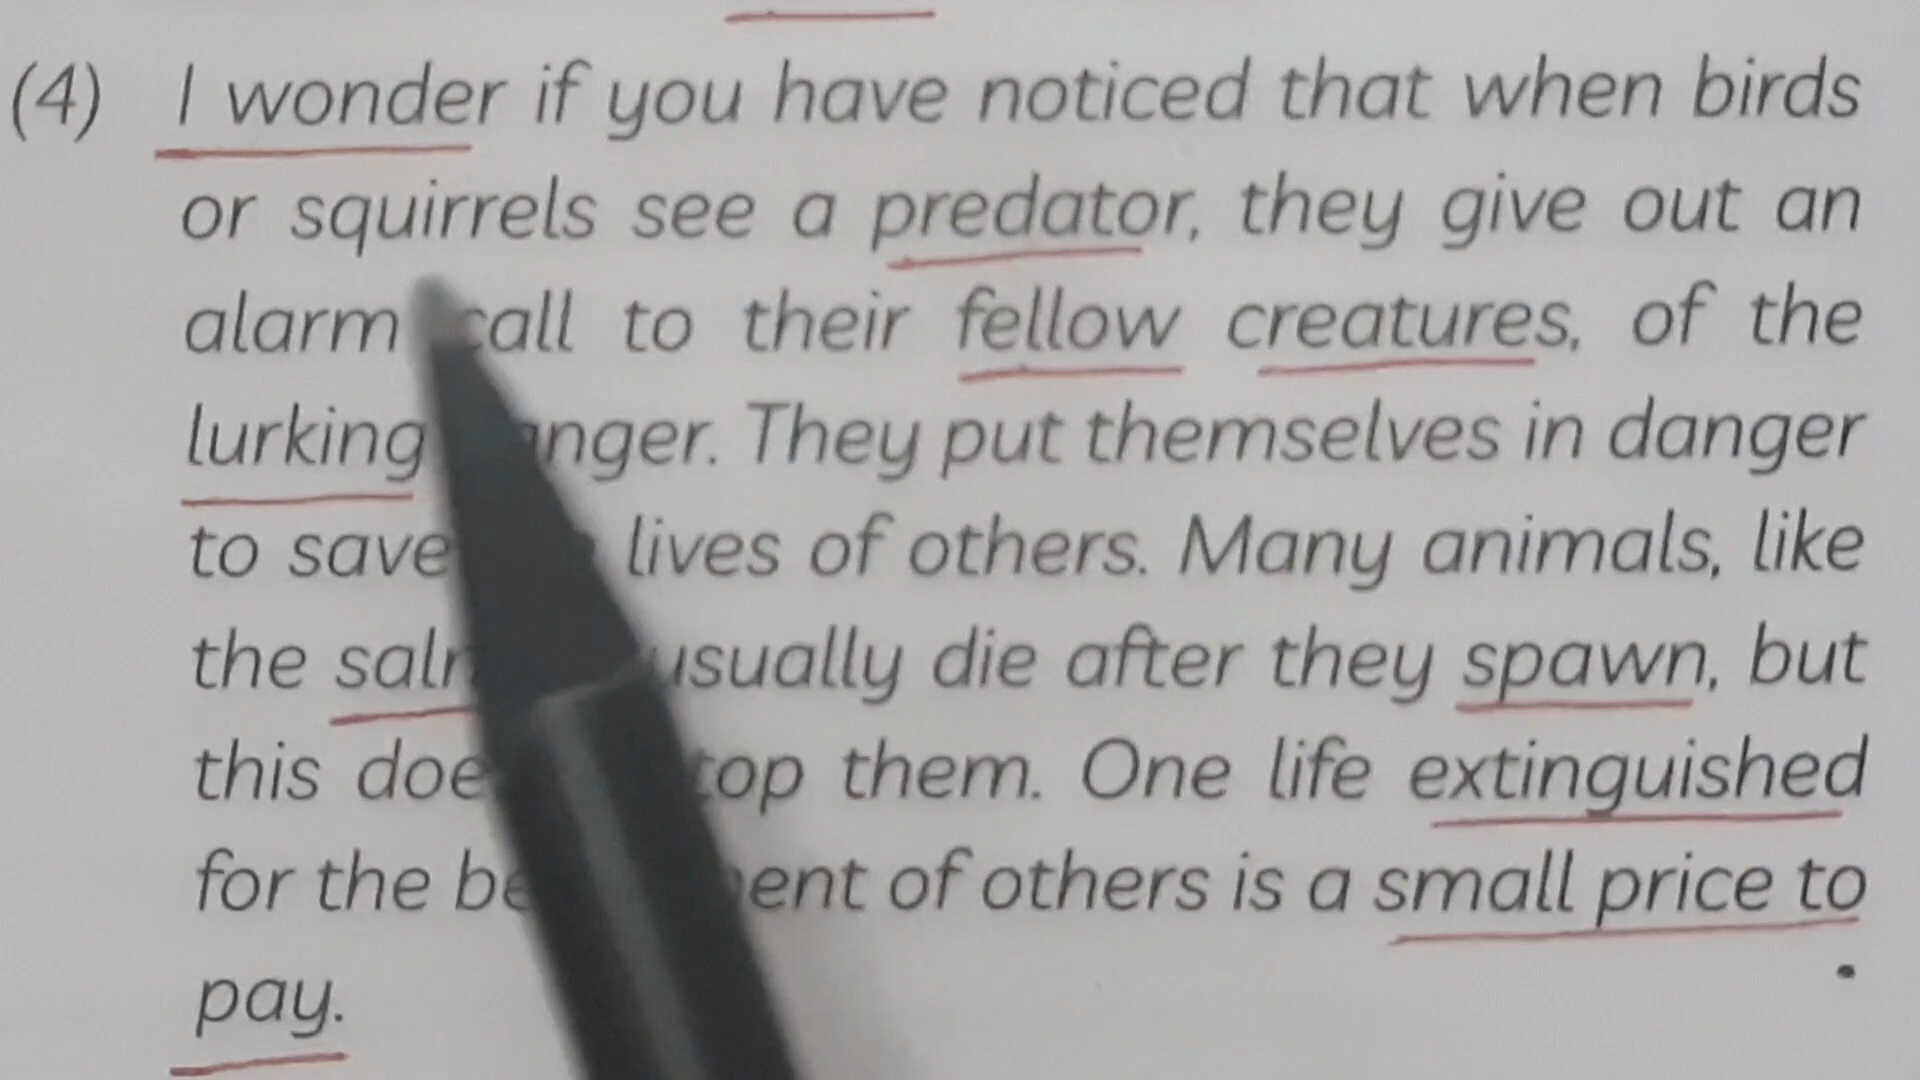 (4) I wonder if you have noticed that when birds
or squirrels see a predator, they give out an
alarm call to their fellow creatures, of the
lurking danger. They put themselves in danger
to save lives of others. Many animals, like
the usually die after they spawn, but
this them. One life extinguished
for the of others is a small price to
pay.